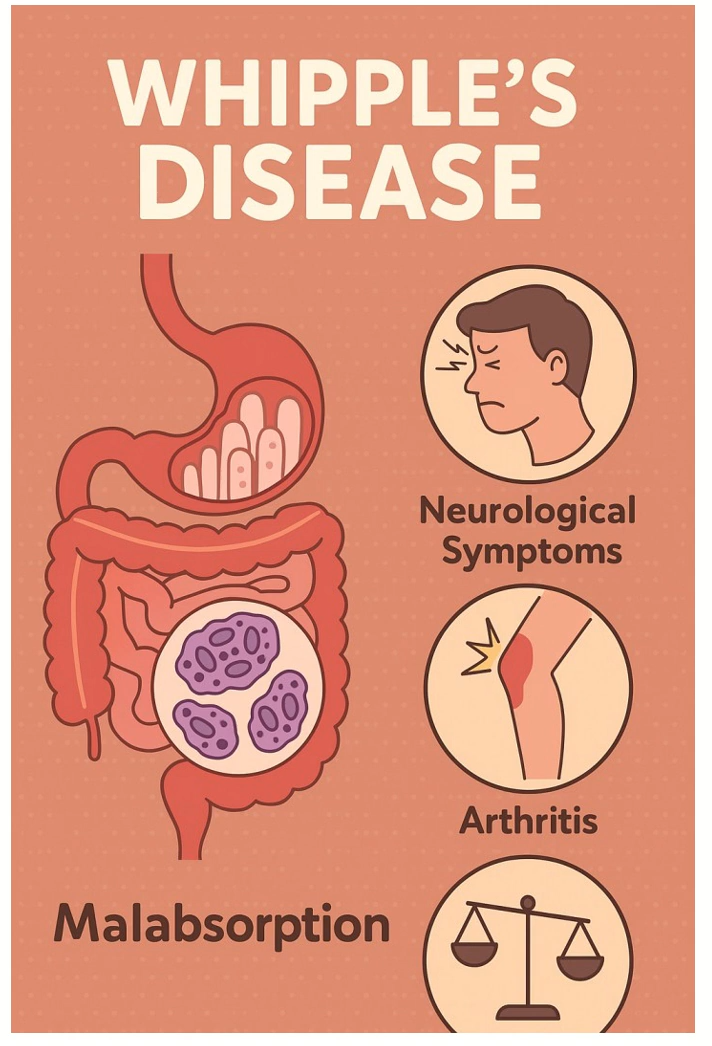 WHIPPLE’S
DISEASE
Neurological
Symptoms
Arthritis
Malabsorption